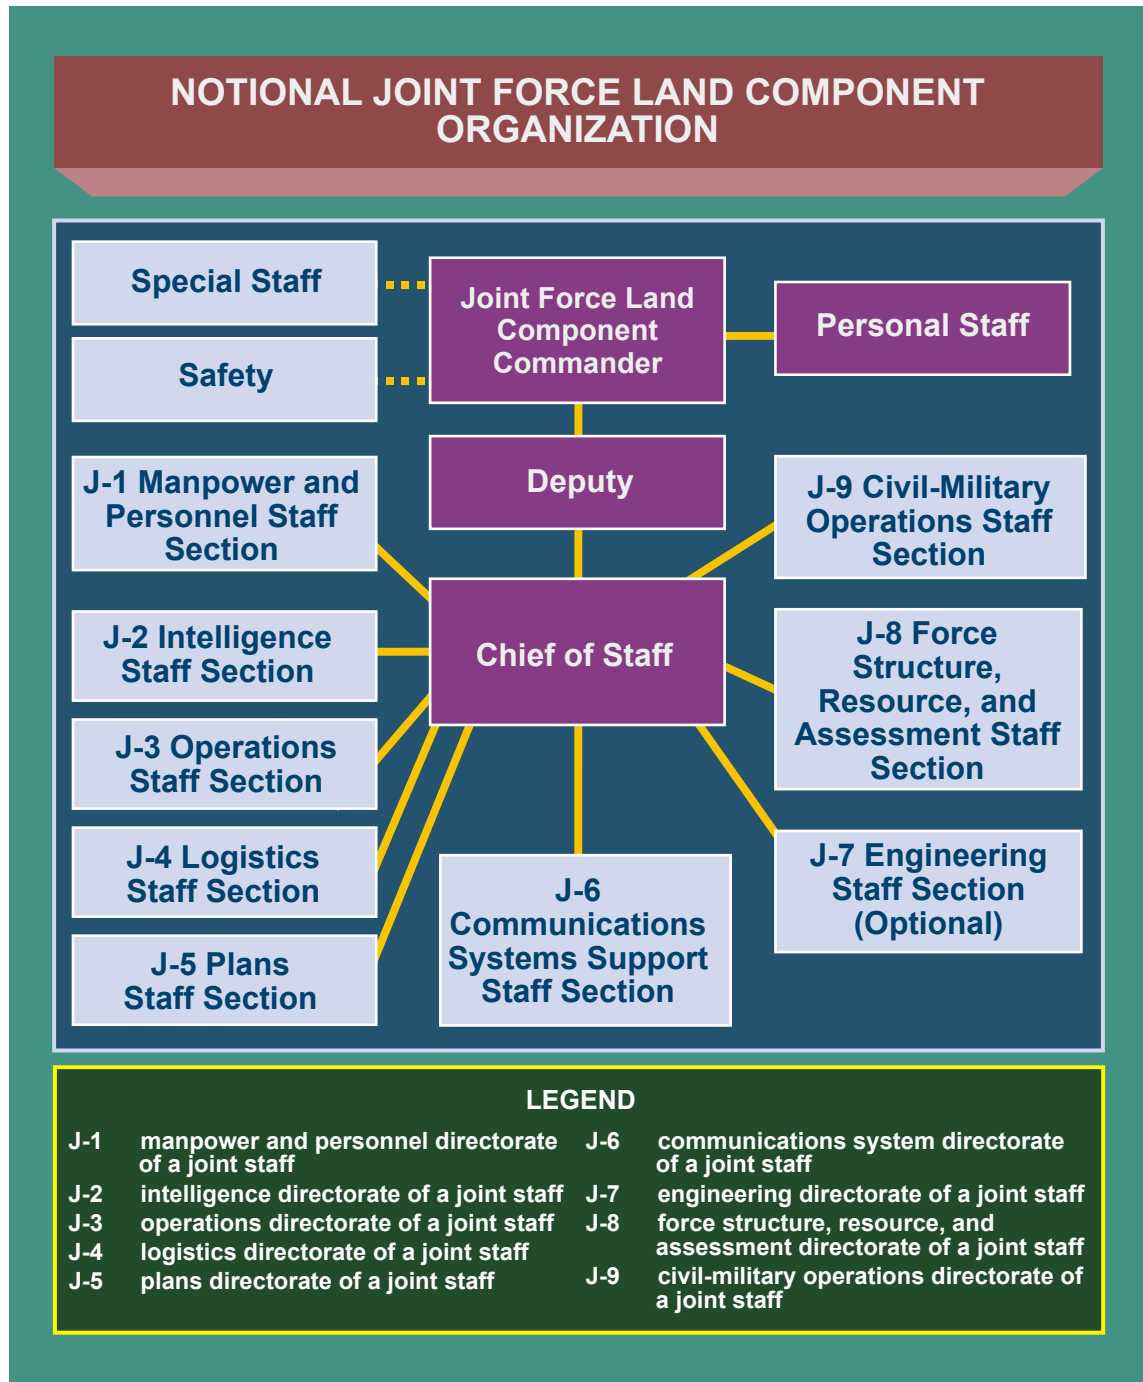 NOTIONAL JOINT FORCE LAND COMPONENT
ORGANIZATION
Special Staff
Safety
Joint Force Land
Component
Commander
Personal Staff
Deputy
Chief of Staff
J-1 Manpower and
Personnel Staff
Section
J-2 Intelligence
Staff Section
J-3 Operations
Staff Section
J-4 Logistics
Staff Section
J-5 Plans
Staff Section
J-6
Communications
Systems Support
Staff Section
J-9 Civil-Military
Operations Staff
Section
J-8 Force
Structure,
Resource, and
Assessment Staff
Section
J-7 Engineering
Staff Section
(Optional)
LEGEND
J-1 manpower and personnel directorate
of a joint staff
J-2 intelligence directorate of a joint staff
J-3 operations directorate of a joint staff
J-4 logistics directorate of a joint staff
J-5 plans directorate of a joint staff
J-6 communications system directorate
of a joint staff
J-7 engineering directorate of a joint staff
J-8 force structure, resource, and
assessment directorate of a joint staff
J-9 civil-military operations directorate of
a joint staff